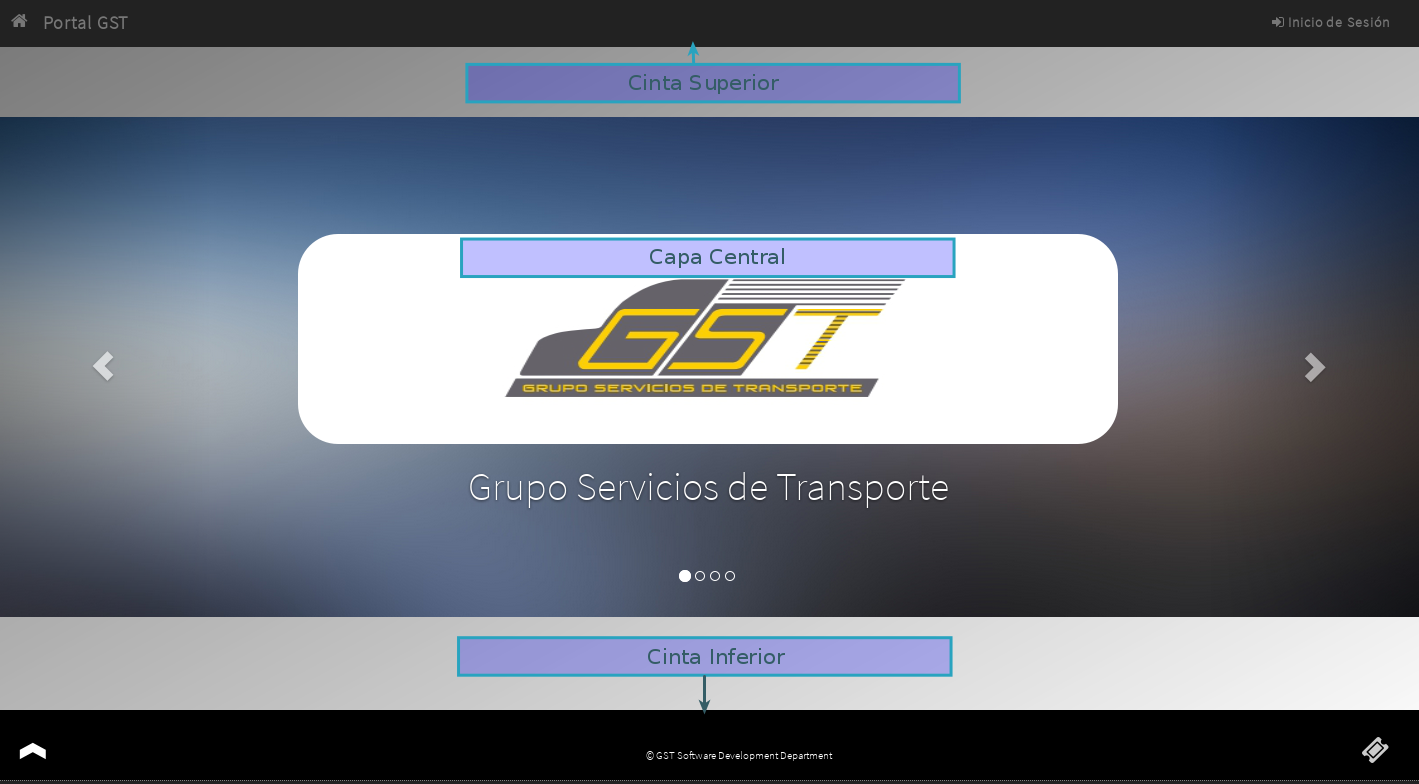 Portal GST
Inicio de Sesión
Cinta Superior
Capa Central
GST
GRUPO SERVICIOS DE TRANSPORTE
Grupo Servicios de Transporte
Cinta Inferior
© GST Software Development Department